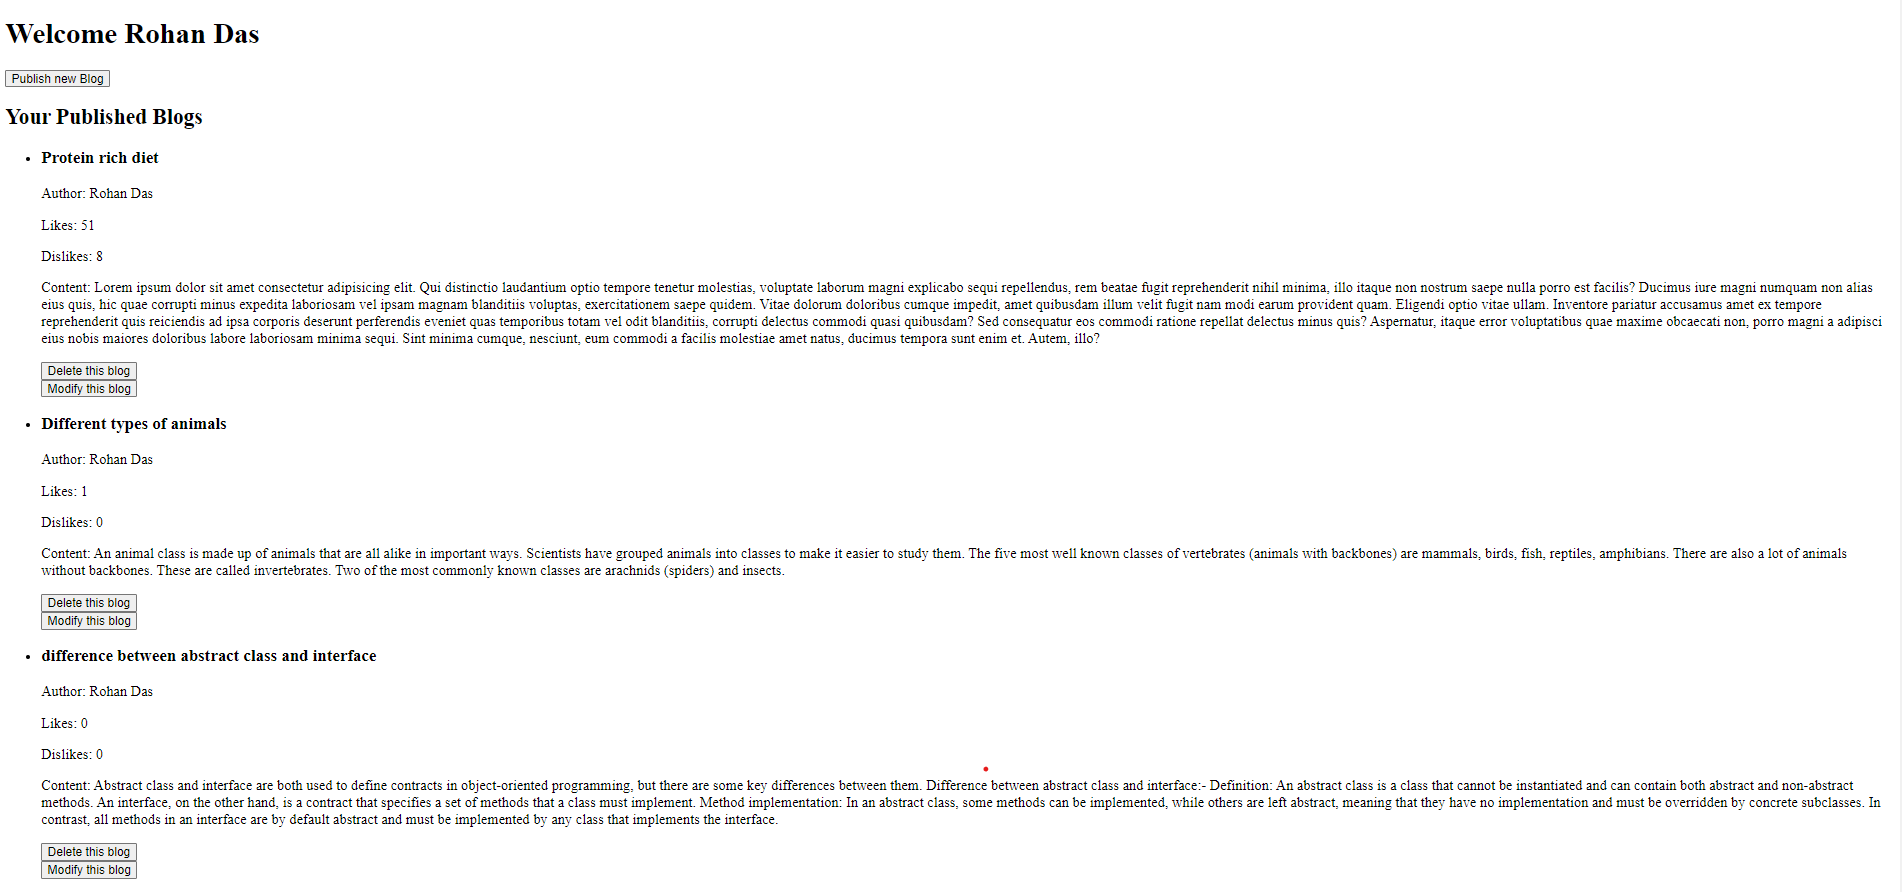 Welcome Rohan Das
Publish new Blog
Your Published Blogs
Protein rich diet
Author: Rohan Das
Likes: 51
Dislikes: 8
Content: Lorem ipsum dolor sit amet consectetur adipisicing elit. Qui distinctio laudantium optio tempore tenetur molestias, voluptate laborum magni explicabo sequi repellendus, rem beatae fugit reprehenderit nihil minima, illo itaque non nostrum saepe nulla porro est facilis? Ducimus iure magni numquam non alias
eius quis, hic quae corrupti minus expedita laboriosam vel ipsam magnam blanditiis voluptas, exercitationem saepe quidem. Vitae dolorum doloribus cumque impedit, amet quibusdam illum velit fugit nam modi earum provident quam. Eligendi optio vitae ullam. Inventore pariatur accusamus amet ex tempore
reprehenderit quis reiciendis ad ipsa corporis deserunt perferendis eveniet quas temporibus totam vel odit blanditiis, corrupti delectus commodi quasi quibusdam? Sed consequatur eos commodi ratione repellat delectus minus quis? Aspernatur, itaque error voluptatibus quae maxime obcaecati non, porro magni a adipisci
eius nobis maiores doloribus labore laboriosam minima sequi. Sint minima cumque, nesciunt, eum commodi a facilis molestiae amet natus, ducimus tempora sunt enim et. Autem, illo?
Delete this blog
Modify this blog
Different types of animals
Author: Rohan Das
Likes: 1
Dislikes: 0
Content: An animal class is made up of animals that are all alike in important ways. Scientists have grouped animals into classes to make it easier to study them. The five most well known classes of vertebrates (animals with backbones) are mammals, birds, fish, reptiles, amphibians. There are also a lot of animals
without backbones. These are called invertebrates. Two of the most commonly known classes are arachnids (spiders) and insects.
Delete this blog
Modify this blog
difference between abstract class and interface
Author: Rohan Das
Likes: 0
Dislikes: 0
Content: Abstract class and interface are both used to define contracts in object-oriented programming, but there are some key differences between them. Difference between abstract class and interface:- Definition: An abstract class is a class that cannot be instantiated and can contain both abstract and non-abstract
methods. An interface, on the other hand, is a contract that specifies a set of methods that a class must implement. Method implementation: In an abstract class, some methods can be implemented, while others are left abstract, meaning that they have no implementation and must be overridden by concrete subclasses. In
contrast, all methods in an interface are by default abstract and must be implemented by any class that implements the interface.
Delete this blog
Modify this blog